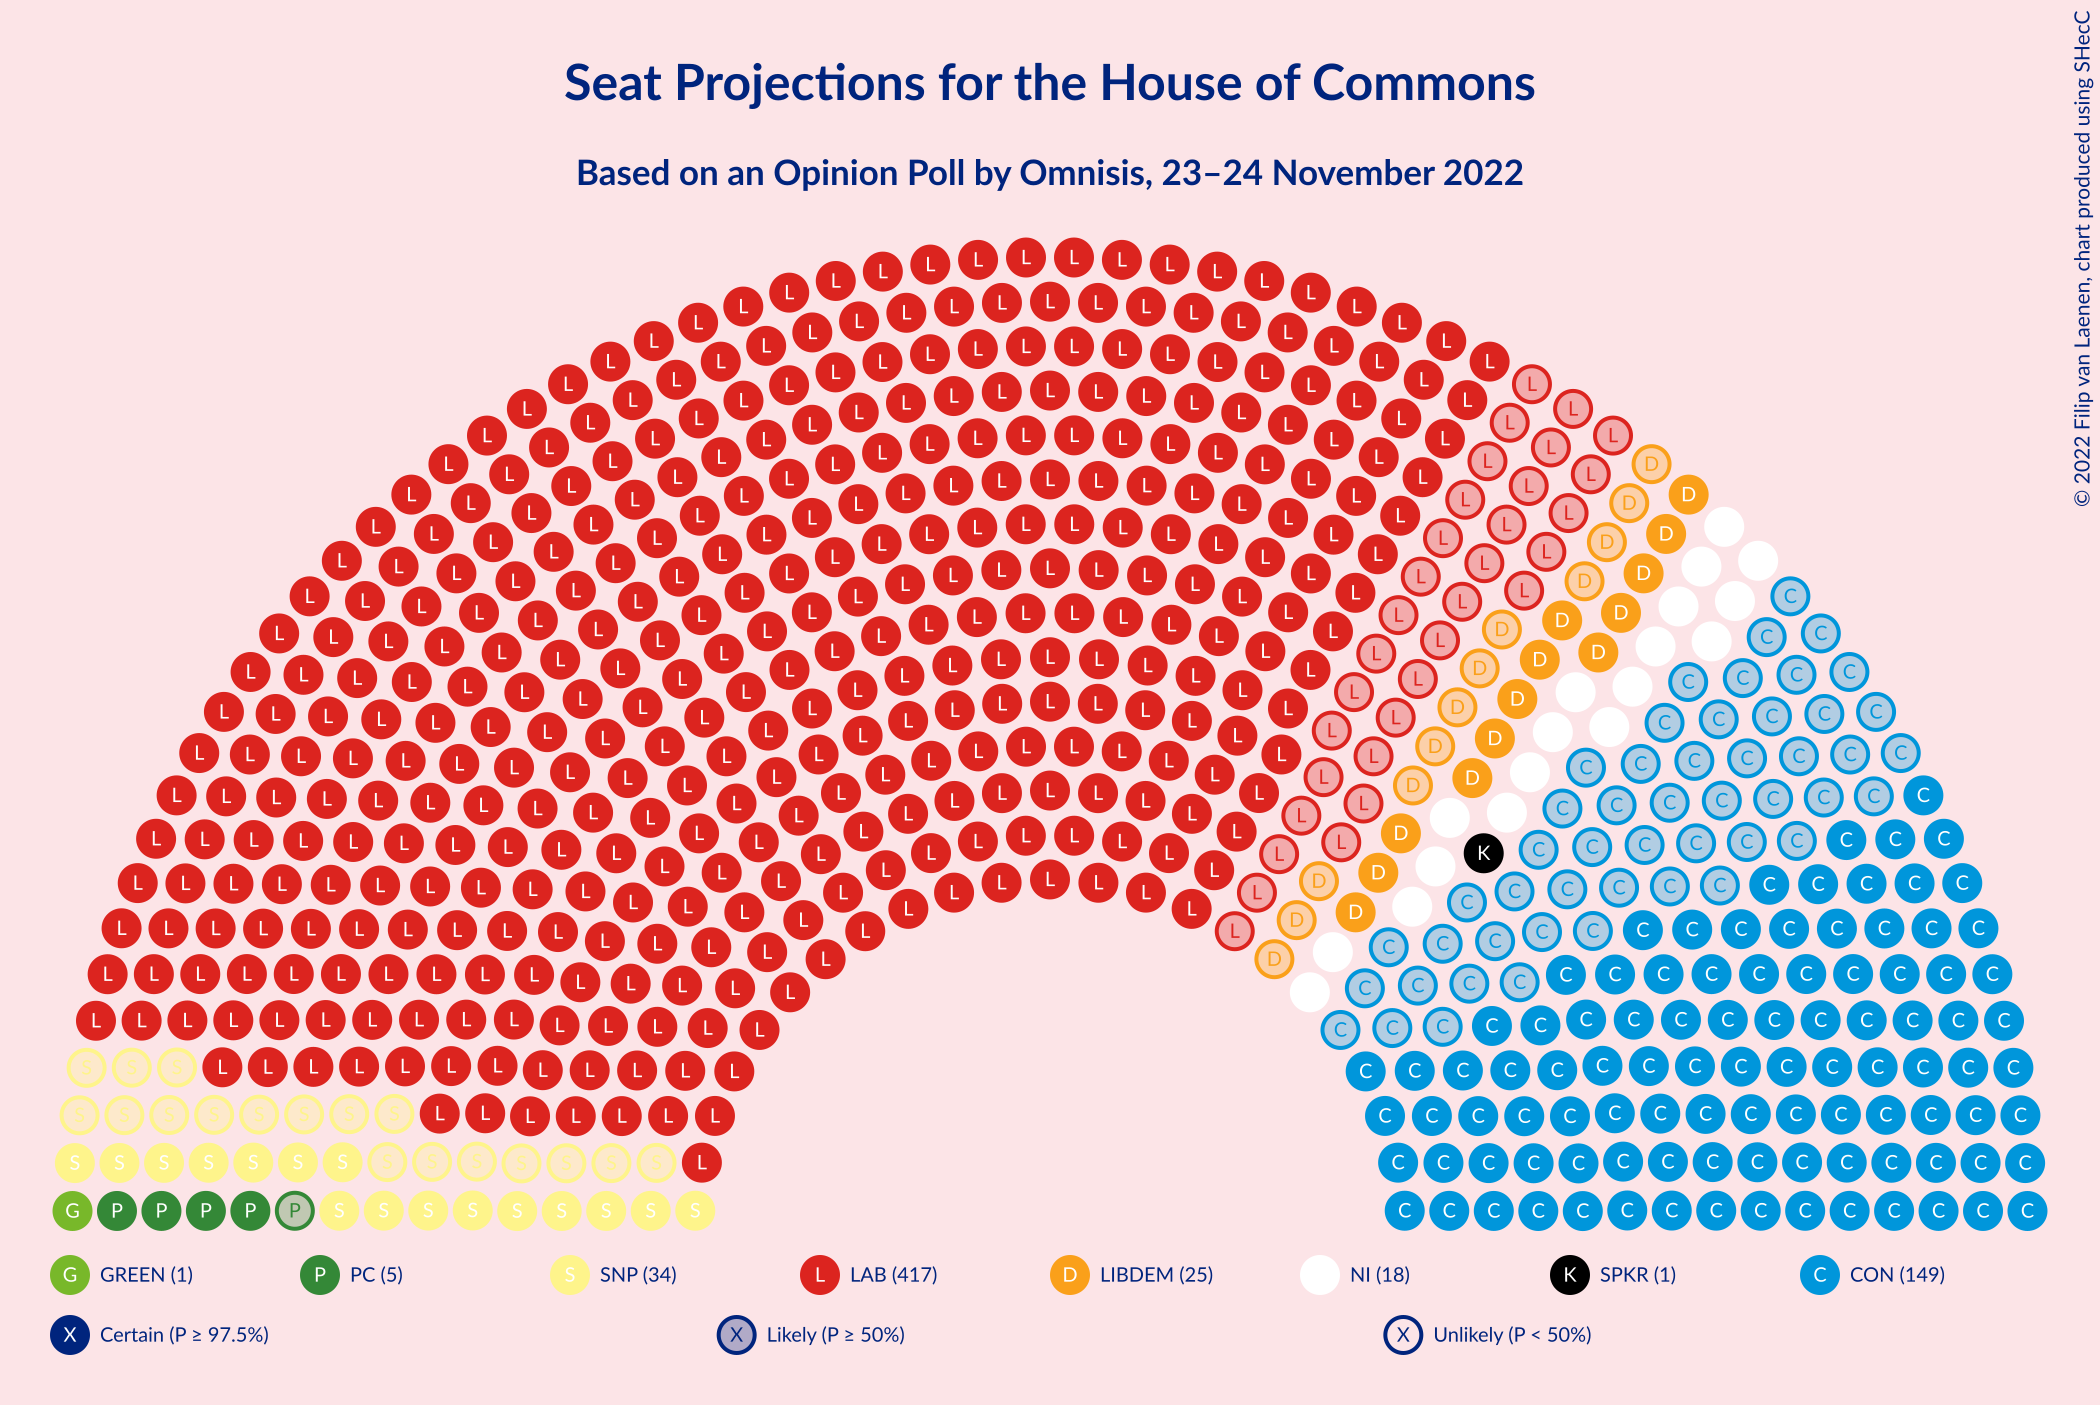 Seat Projections for the House of Commons
Based on an Opinion Poll by Omnisis, 23–24 November 2022
© 2022 Filip van Laenen, chart produced using SHecC
G GREEN (1) P PC (5) S SNP (34) L LAB (417) D LIBDEM (25) NI (18) K SPKR (1) C CON (149)
X Certain (P ≥ 97.5%) X Likely (P ≥ 50%) X Unlikely (P < 50%)